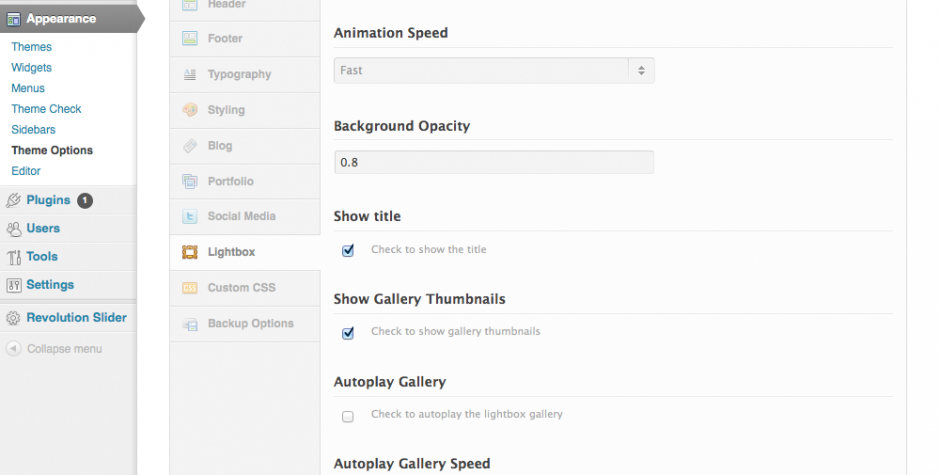 Appearance
Themes
Widgets
Menus
Theme Check
Sidebars
Theme Options
Editor
Plugins 1
Users
Tools
Settings
Revolution Slider
Collapse menu
Header
Footer
Typography
Styling
Blog
Portfolio
Social Media
Lightbox
Custom CSS
Backup Options
Animation Speed
Fast
Background Opacity
0.8
Show title
Check to show the title
Show Gallery Thumbnails
Check to show gallery thumbnails
Autoplay Gallery
Check to autoplay the lightbox gallery
Autoplay Gallery Speed